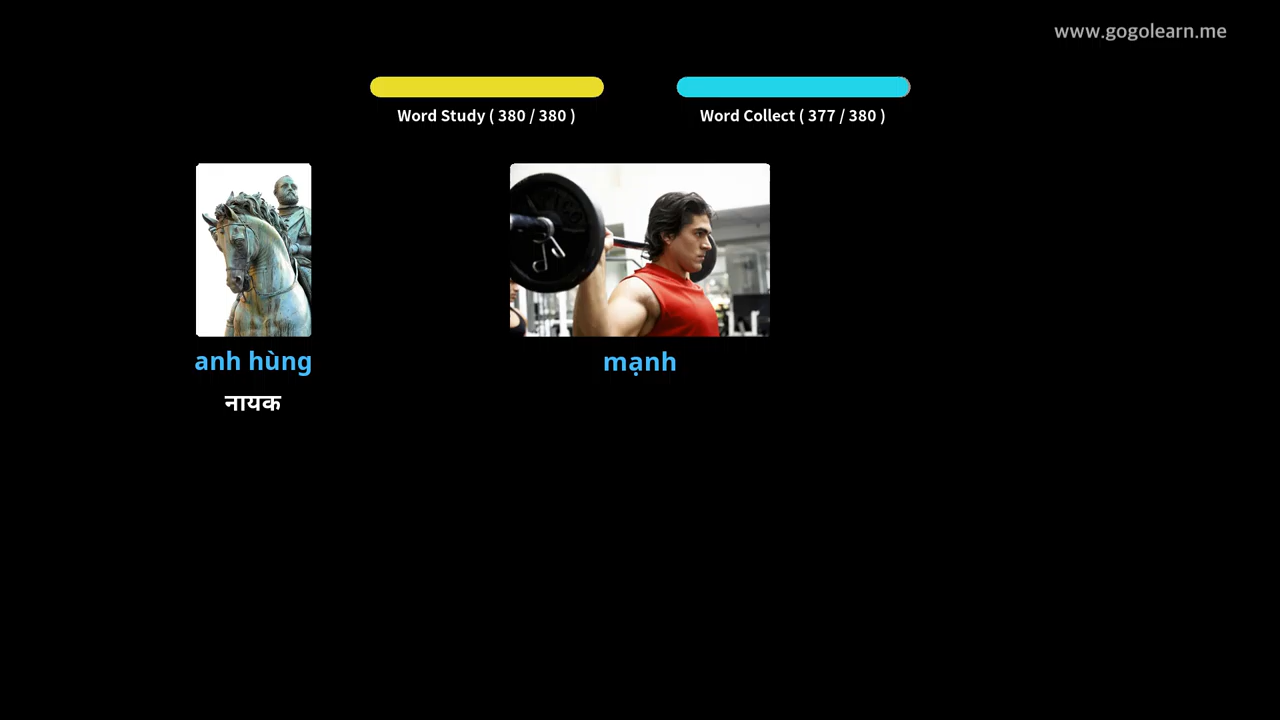 www.gogolearn.me
Word Study ( 380 / 380 )
Word Collect ( 377 / 380 )
anh hùng
mạnh
नायक